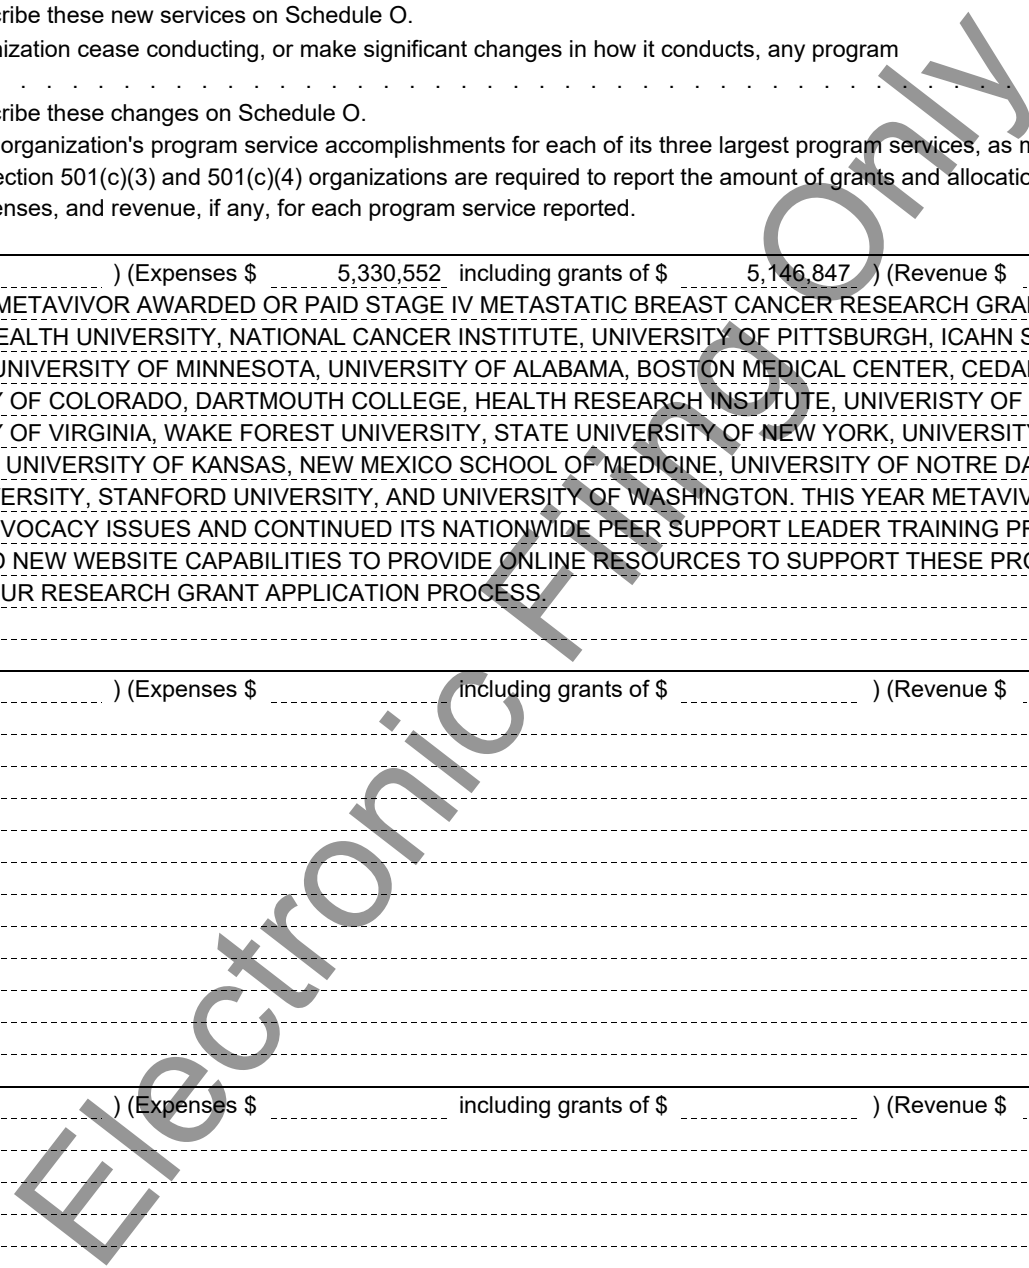 cribe these new services on Schedule O.
nization cease conducting, or make significant changes in how it conducts, any program
. . . . . . . . . . . . . . . . . . . . . . . . . . . . . . . . . . . . . . .
cribe these changes on Schedule O.
organization's program service accomplishments for each of its three largest program services, as m
ection 501(c)(3) and 501(c)(4) organizations are required to report the amount of grants and allocatio
enses, and revenue, if any, for each program service reported.
) (Expenses $ 5,330,552 including grants of $ 5,146,847 ) (Revenue $
METAVIVOR AWARDED OR PAID STAGE IV METASTATIC BREAST CANCER RESEARCH GRAN
EALTH UNIVERSITY, NATIONAL CANCER INSTITUTE, UNIVERSITY OF PITTSBURGH, ICAHN S
UNIVERSITY OF MINNESOTA, UNIVERSITY OF ALABAMA, BOSTON MEDICAL CENTER, CEDAR
Y OF COLORADO, DARTMOUTH COLLEGE, HEALTH RESEARCH INSTITUTE, UNIVERISTY OF
Y OF VIRGINIA, WAKE FOREST UNIVERSITY, STATE UNIVERSITY OF NEW YORK, UNIVERSITY
UNIVERSITY OF KANSAS, NEW MEXICO SCHOOL OF MEDICINE, UNIVERSITY OF NOTRE DA
ERSITY, STANFORD UNIVERSITY, AND UNIVERSITY OF WASHINGTON. THIS YEAR METAVIV
VOCACY ISSUES AND CONTINUED ITS NATIONWIDE PEER SUPPORT LEADER TRAINING PR
D NEW WEBSITE CAPABILITIES TO PROVIDE ONLINE RESOURCES TO SUPPORT THESE PRO
UR RESEARCH GRANT APPLICATION PROCESS.
) (Expenses $ including grants of $ ) (Revenue $
) (Expenses $ including grants of $ ) (Revenue $
Electronic Filing Only